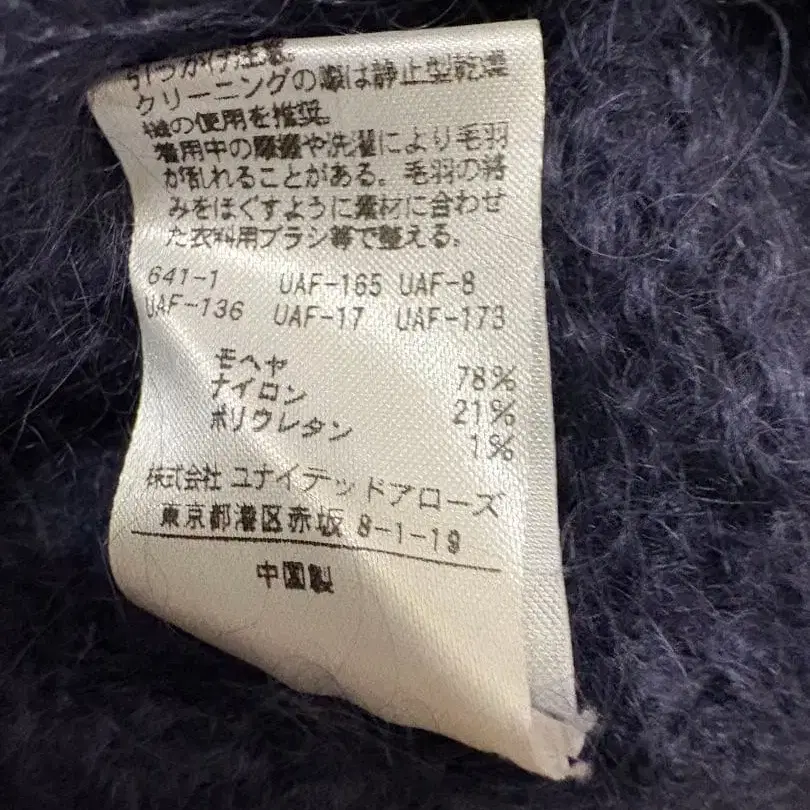 引っかけ注意。
クリーニングの際は静止型乾燥
機の使用を推奨。
着用中の摩擦や洗濯により毛羽
が乱れることがある。毛羽の絡
みをほぐすように素材に合わせ
た衣料用ブラシ等で整える。
641-1 UAF-165 UAF-8
UAF-136 UAF-17 UAF-173
モヘヤ 78%
ナイロン 21%
ポリウレタン 1%
株式会社 ユナイテッドアローズ
東京都港区赤坂 8-1-19
中国製